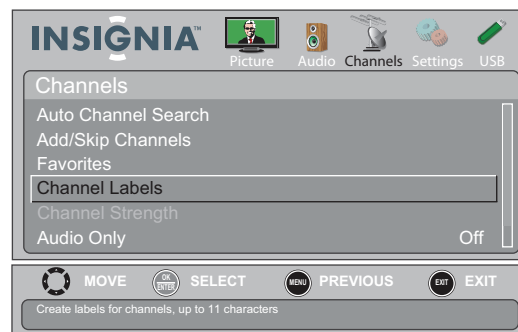 INSIGNIA™
Picture Audio Channels Settings USB
Channels
Auto Channel Search
Add/Skip Channels
Favorites
Channel Labels
Channel Strength
Audio Only Off
MOVE OK ENTER SELECT MENU PREVIOUS EXIT EXIT
Create labels for channels, up to 11 characters